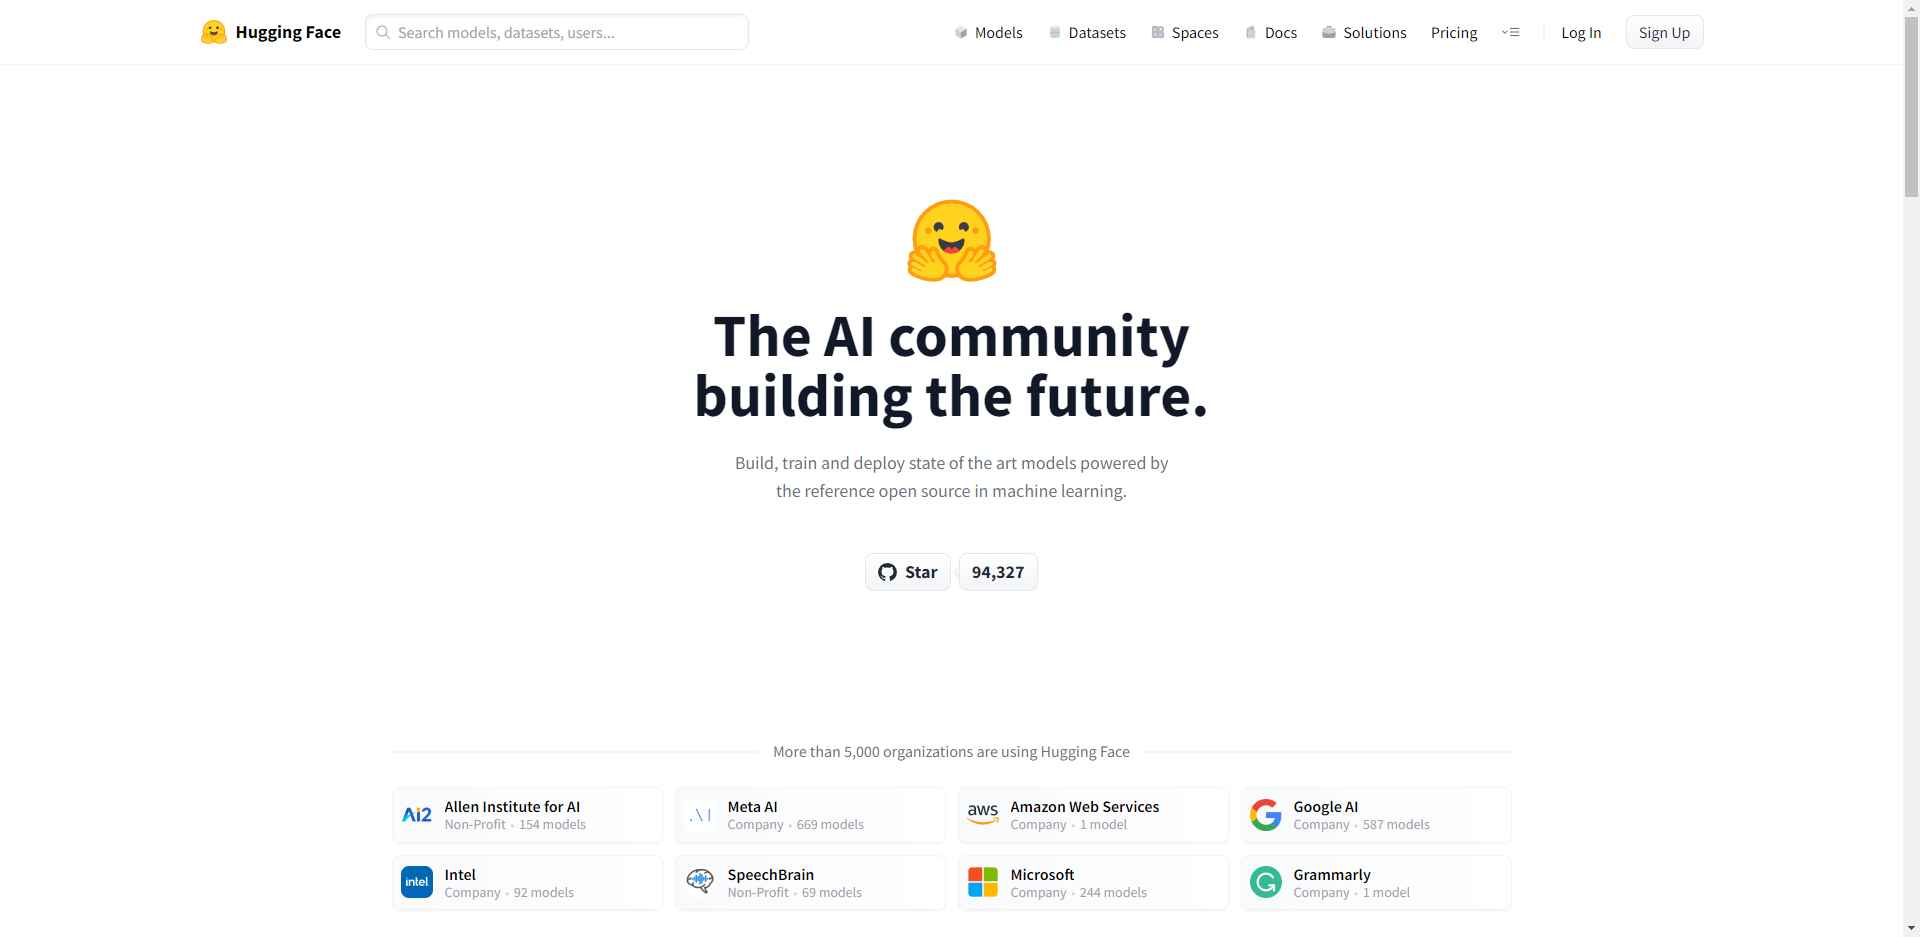 Hugging Face
Search models, datasets, users...
Models
Datasets
Spaces
Docs
Solutions
Pricing
Log In
Sign Up
The AI community
building the future.
Build, train and deploy state of the art models powered by
the reference open source in machine learning.
Star
94,327
More than 5,000 organizations are using Hugging Face
Ai2
Allen Institute for AI
Non-Profit • 154 models
.\|
Meta AI
Company • 669 models
aws
Amazon Web Services
Company • 1 model
Google AI
Company • 587 models
intel
Intel
Company • 92 models
SpeechBrain
Non-Profit • 69 models
Microsoft
Company • 244 models
Grammarly
Company • 1 model